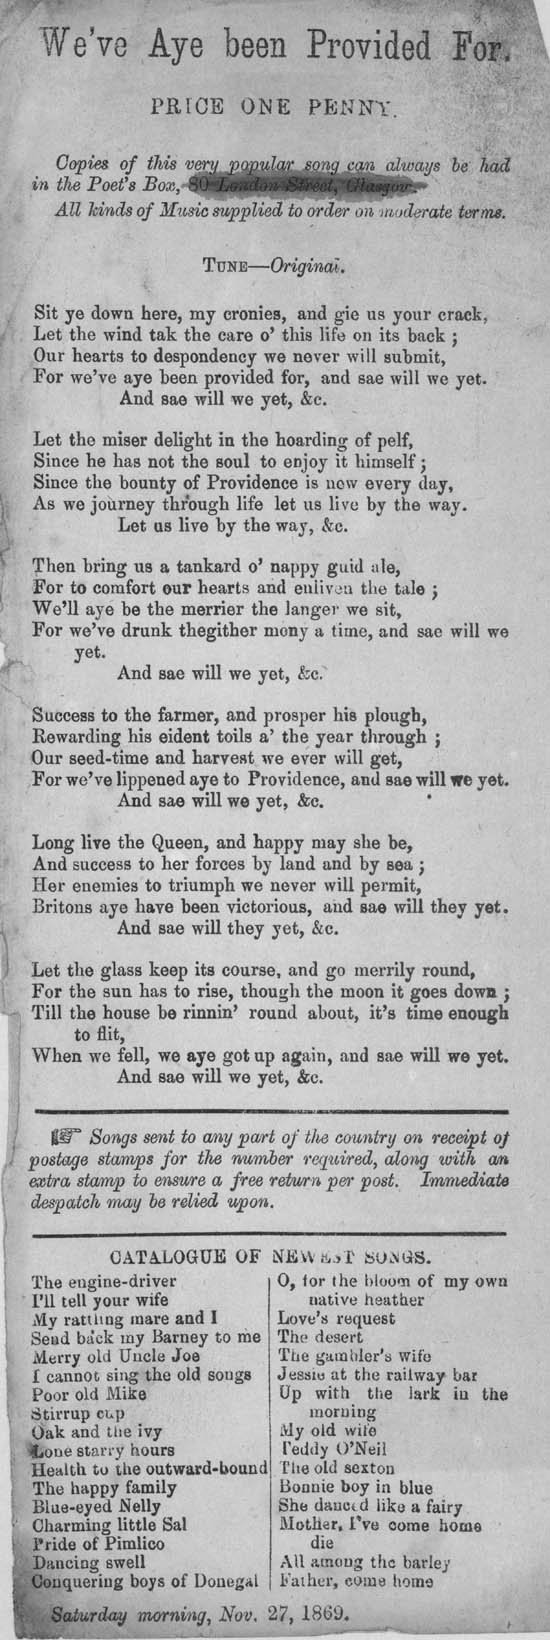 We've Aye been Provided For.
PRICE ONE PENNY.
Copies of this very popular song can always be had
in the Poet's Box, 80 London Street, Glasgow.
All kinds of Music supplied to order on moderate terms.
TUNE—Original.
Sit ye down here, my cronies, and gie us your crack,
Let the wind tak the care o' this life on its back ;
Our hearts to despondency we never will submit,
For we've aye been provided for, and sae will we yet.
And sae will we yet, &c.
Let the miser delight in the hoarding of pelf,
Since he has not the soul to enjoy it himself ;
Since the bounty of Providence is new every day,
As we journey through life let us live by the way.
Let us live by the way, &c.
Then bring us a tankard o' nappy guid ale,
For to comfort our hearts and enliven the tale ;
We'll aye be the merrier the langer we sit,
For we've drunk thegither mony a time, and sae will we
yet.
And sae will we yet, &c.
Success to the farmer, and prosper his plough,
Rewarding his eident toils a' the year through ;
Our seed-time and harvest we ever will get,
For we've lippened aye to Providence, and sae will we yet.
And sae will we yet, &c.
Long live the Queen, and happy may she be,
And success to her forces by land and by sea ;
Her enemies to triumph we never will permit,
Britons aye have been victorious, and sae will they yet.
And sae will they yet, &c.
Let the glass keep its course, and go merrily round,
For the sun has to rise, though the moon it goes down ;
Till the house be rinnin' round about, it's time enough
to flit,
When we fell, we aye got up again, and sae will we yet.
And sae will we yet, &c.
☞ Songs sent to any part of the country on receipt of
postage stamps for the number required, along with an
extra stamp to ensure a free return per post. Immediate
despatch may be relied upon.
CATALOGUE OF NEWEST SONGS.
The engine-driver
I'll tell your wife
My rattling mare and I
Send back my Barney to me
Merry old Uncle Joe
I cannot sing the old songs
Poor old Mike
Stirrup cup
Oak and the ivy
Lone starry hours
Health to the outward-bound
The happy family
Blue-eyed Nelly
Charming little Sal
Pride of Pimlico
Dancing swell
Conquering boys of Donegal
O, for the bloom of my own
native heather
Love's request
The desert
The gambler's wife
Jessie at the railway bar
Up with the lark in the
morning
My old wife
Teddy O'Neil
The old sexton
Bonnie boy in blue
She danced like a fairy
Mother, I've come home
die
All among the barley
Father, come home
Saturday morning, Nov. 27, 1869.